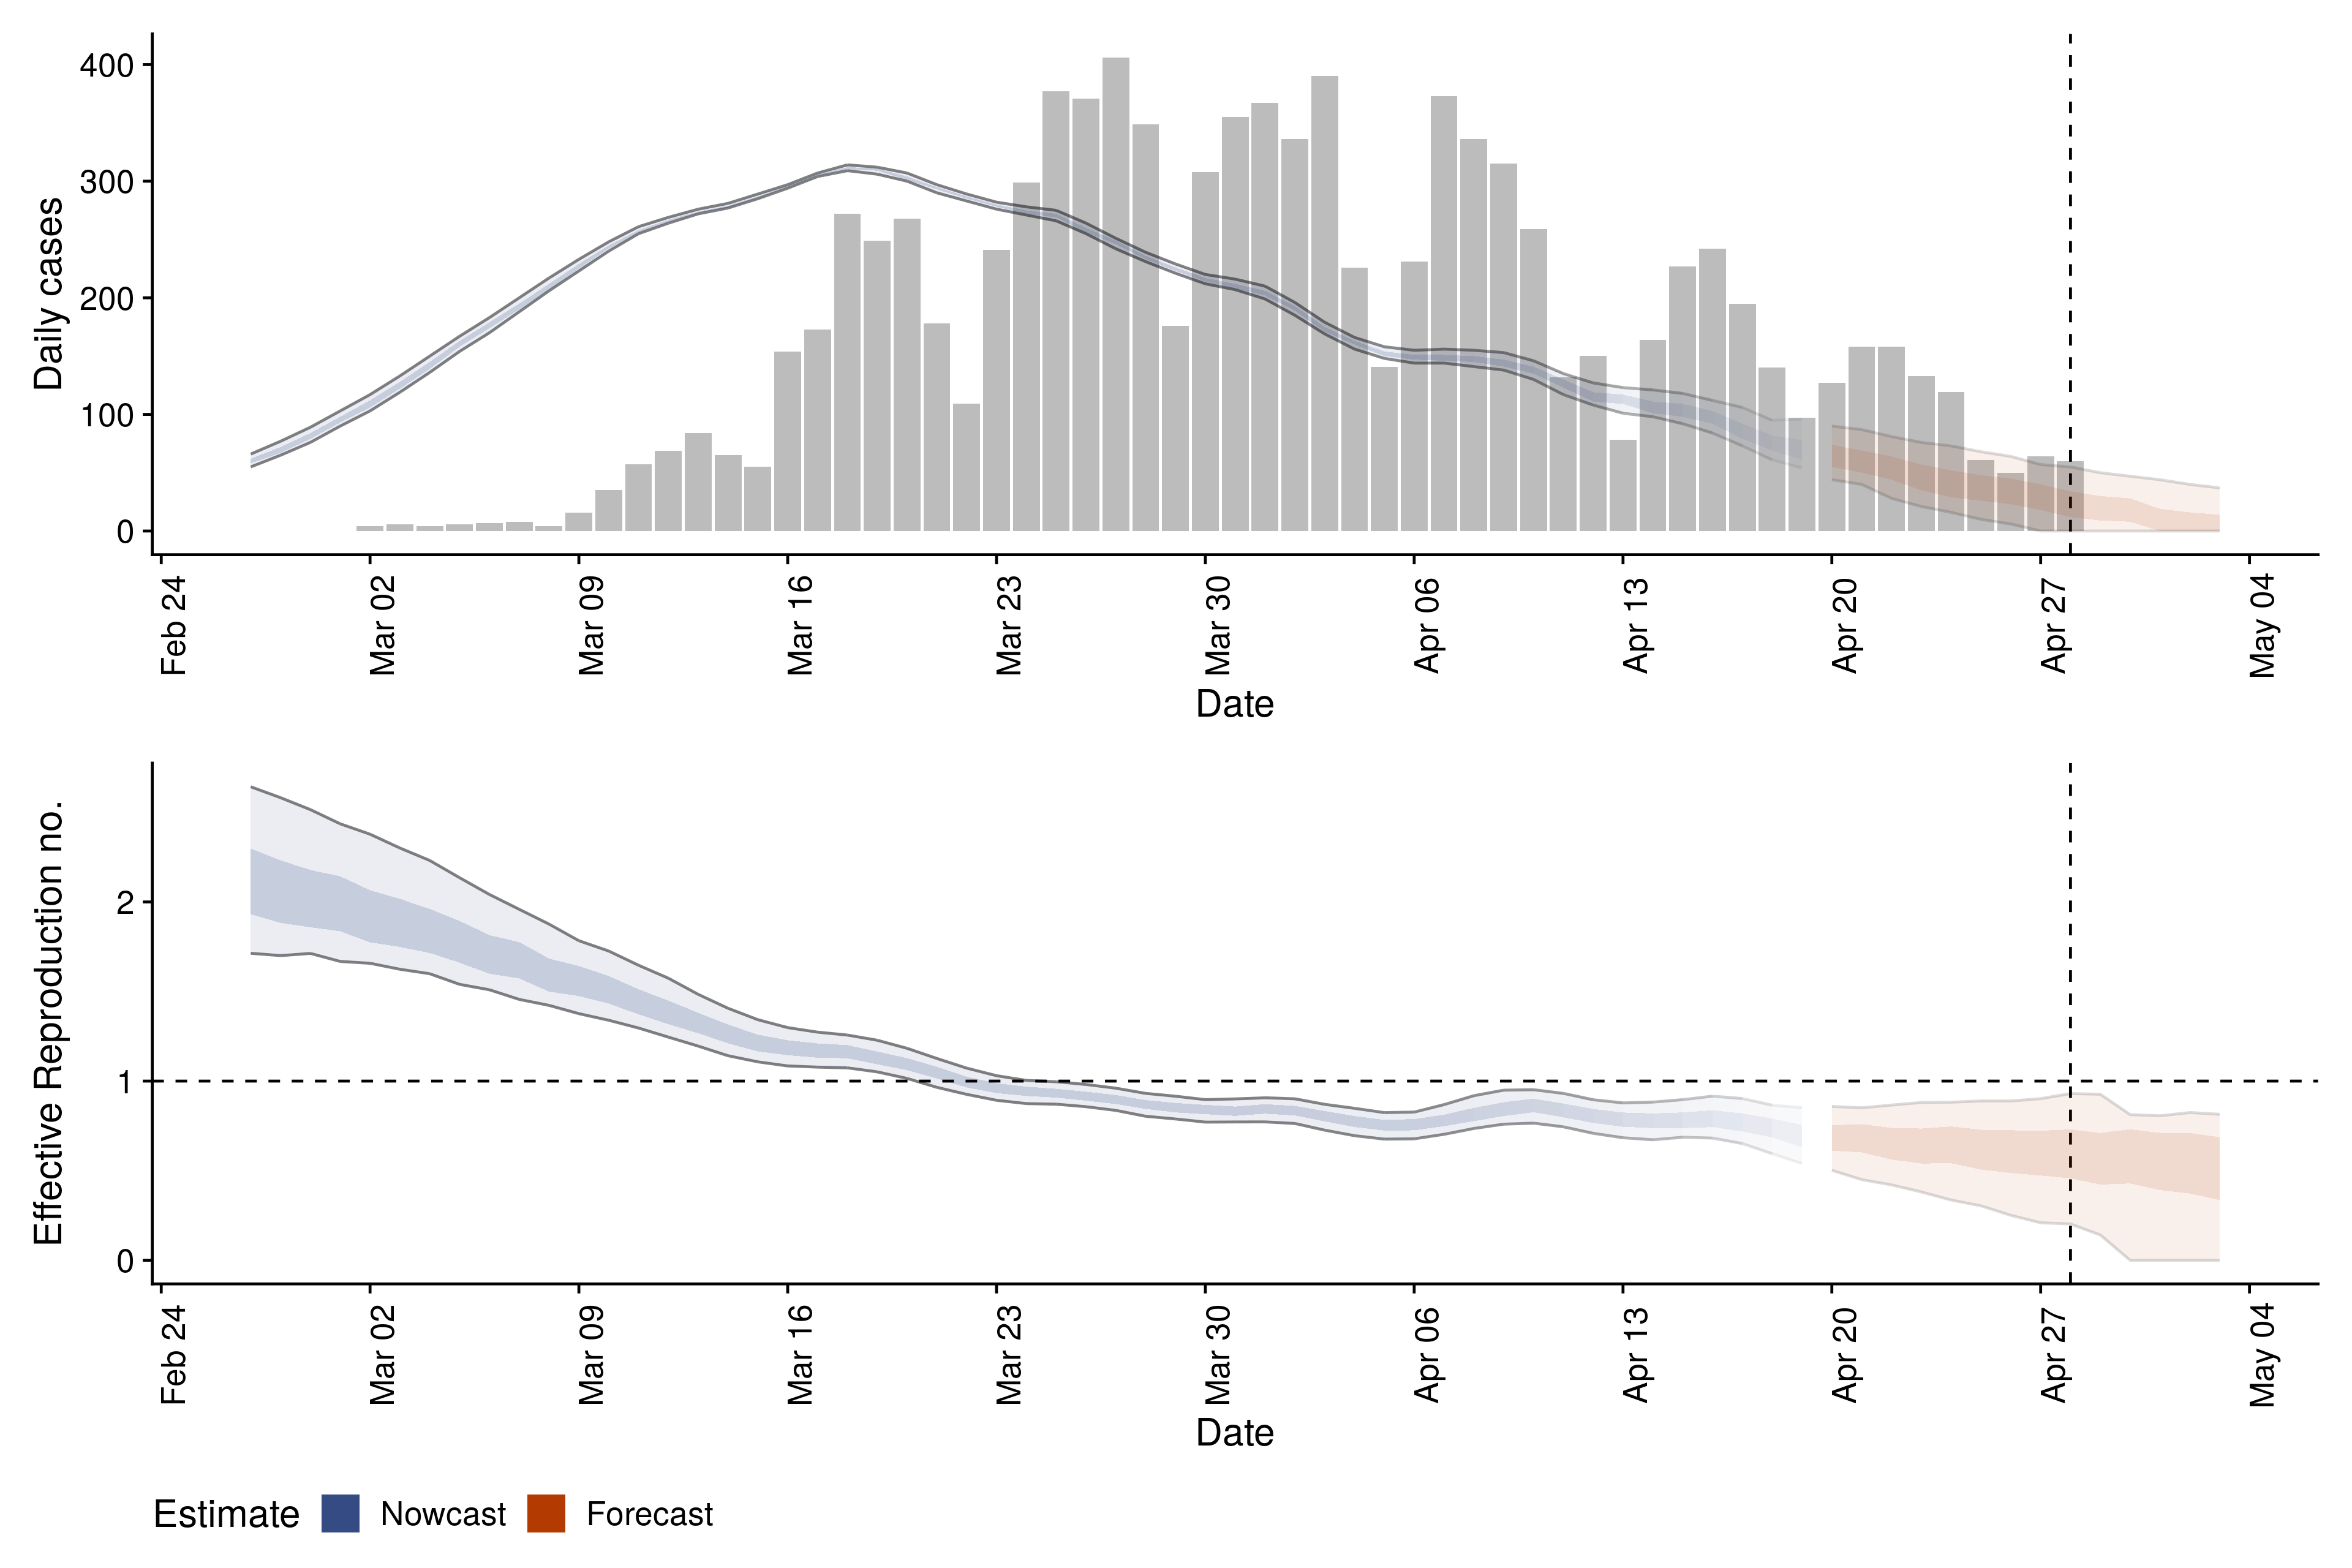 Daily cases
400
300
200
100
0
Feb 24
Mar 02
Mar 09
Mar 16
Mar 23
Mar 30
Apr 06
Apr 13
Apr 20
Apr 27
May 04
Date
Effective Reproduction no.
2
1
0
Feb 24
Mar 02
Mar 09
Mar 16
Mar 23
Mar 30
Apr 06
Apr 13
Apr 20
Apr 27
May 04
Date
Estimate Nowcast Forecast